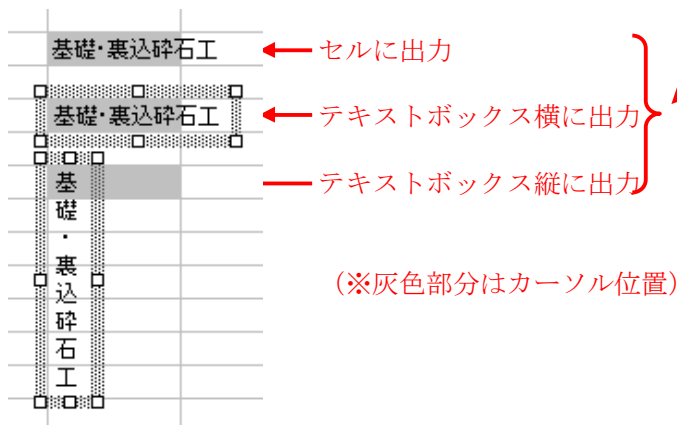 基礎・裏込砕石工
セルに出力
基礎・裏込砕石工
テキストボックス横に出力
基礎・裏込砕石工
テキストボックス縦に出力
(※灰色部分はカーソル位置)